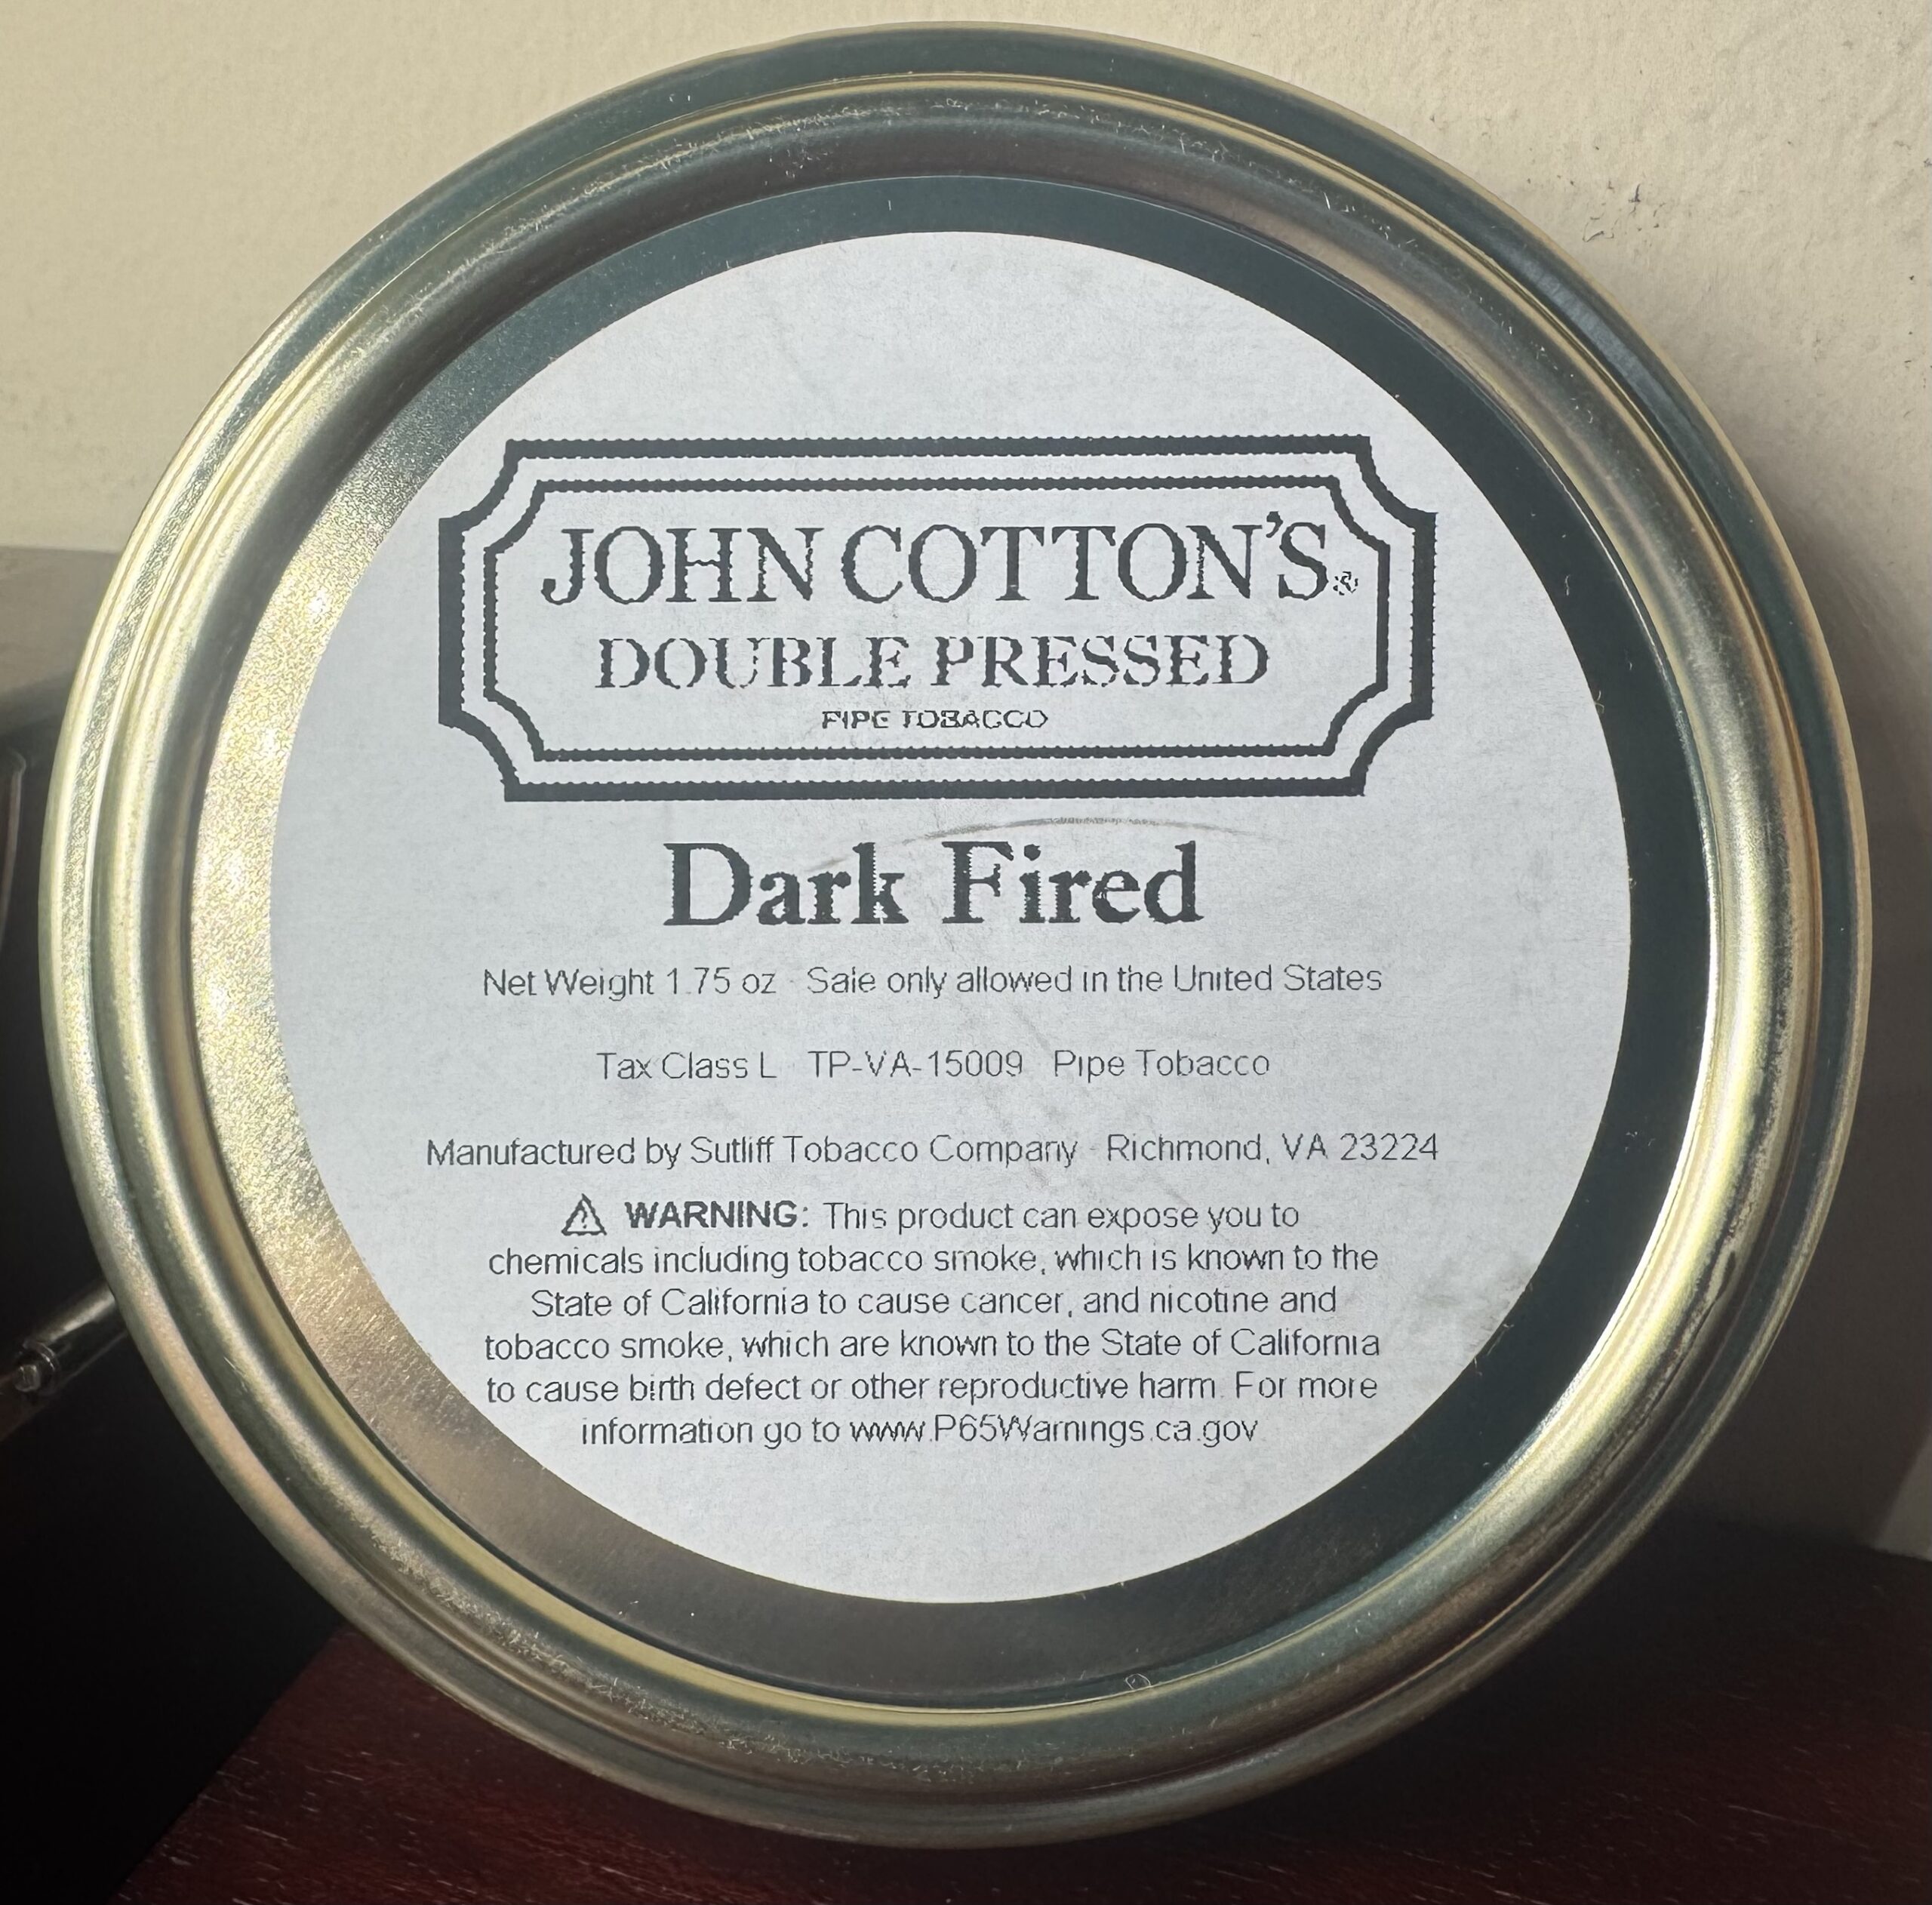 JOHN COTTON'S®
DOUBLE PRESSED
PIPE TOBACCO
Dark Fired
Net Weight 1.75 oz · Sale only allowed in the United States
Tax Class L · TP-VA-15009 · Pipe Tobacco
Manufactured by Sutliff Tobacco Company · Richmond, VA 23224
⚠ WARNING: This product can expose you to
chemicals including tobacco smoke, which is known to the
State of California to cause cancer, and nicotine and
tobacco smoke, which are known to the State of California
to cause birth defect or other reproductive harm. For more
information go to www.P65Warnings.ca.gov